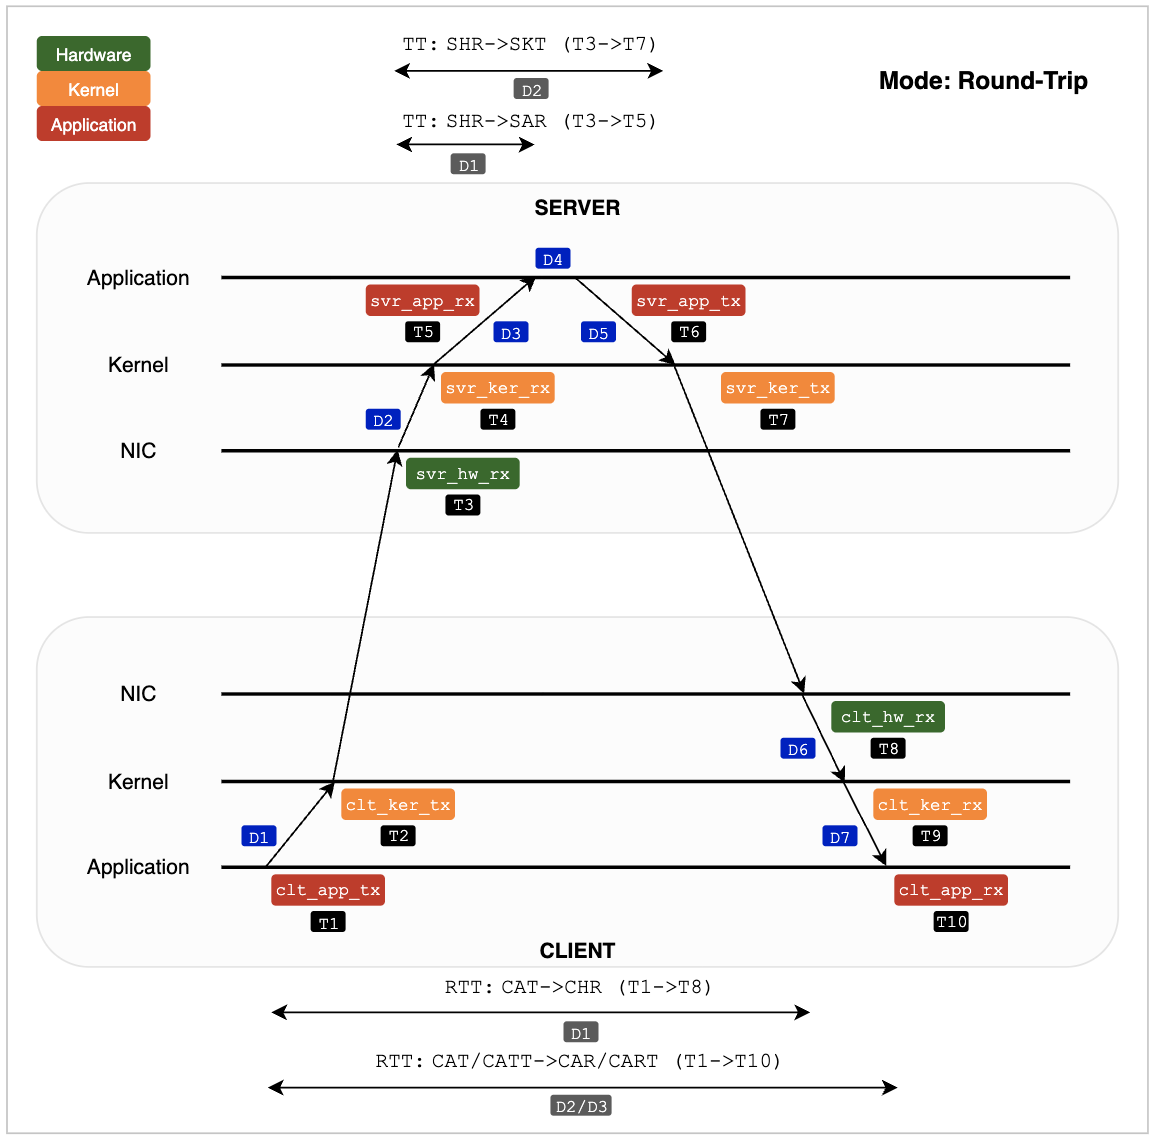 TT: SHR->SKT (T3->T7)
Hardware
Mode: Round-Trip
Kernel
D2
Application
TT: SHR->SAR (T3->T5)
D1
SERVER
D4
Application
svr_app_rx
svr_app_tx
T5
D3
D5
T6
Kernel
svr_ker_rx
svr_ker_tx
D2
T4
T7
NIC
svr_hw_rx
T3
NIC
clt_hw_rx
D6
T8
Kernel
clt_ker_tx
clt_ker_rx
D1
T2
D7
T9
Application
clt_app_tx
clt_app_rx
T1
T10
CLIENT
RTT: CAT->CHR (T1->T8)
D1
RTT: CAT/CATT->CAR/CART (T1->T10)
D2/D3